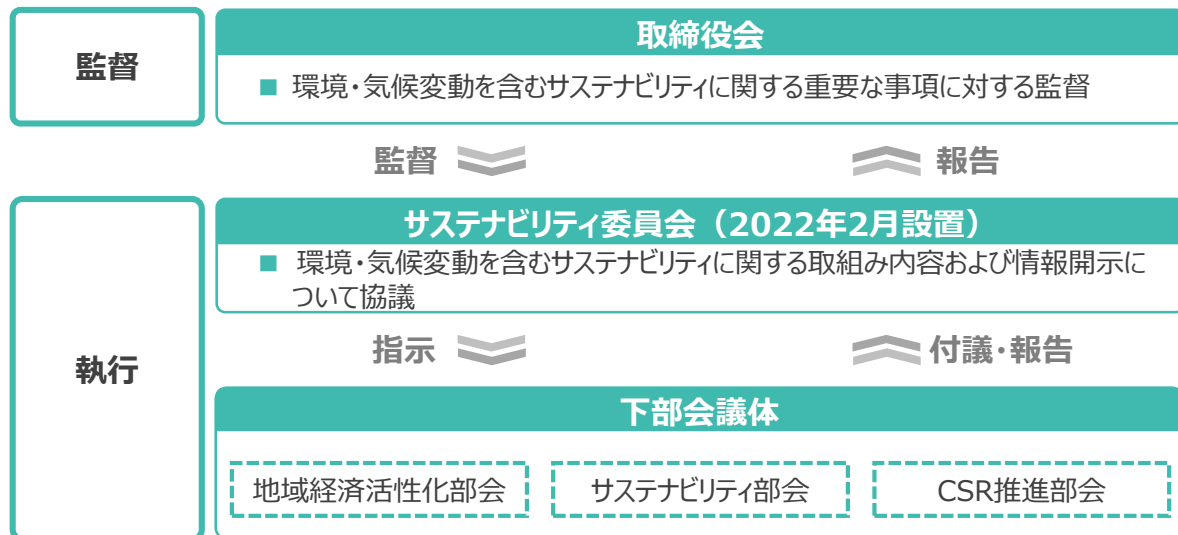 監督
取締役会
■ 環境・気候変動を含むサステナビリティに関する重要な事項に対する監督
監督
報告
執行
サステナビリティ委員会（2022年2月設置）
■ 環境・気候変動を含むサステナビリティに関する取組み内容および情報開示に
ついて協議
指示
付議・報告
下部会議体
地域経済活性化部会
サステナビリティ部会
CSR推進部会